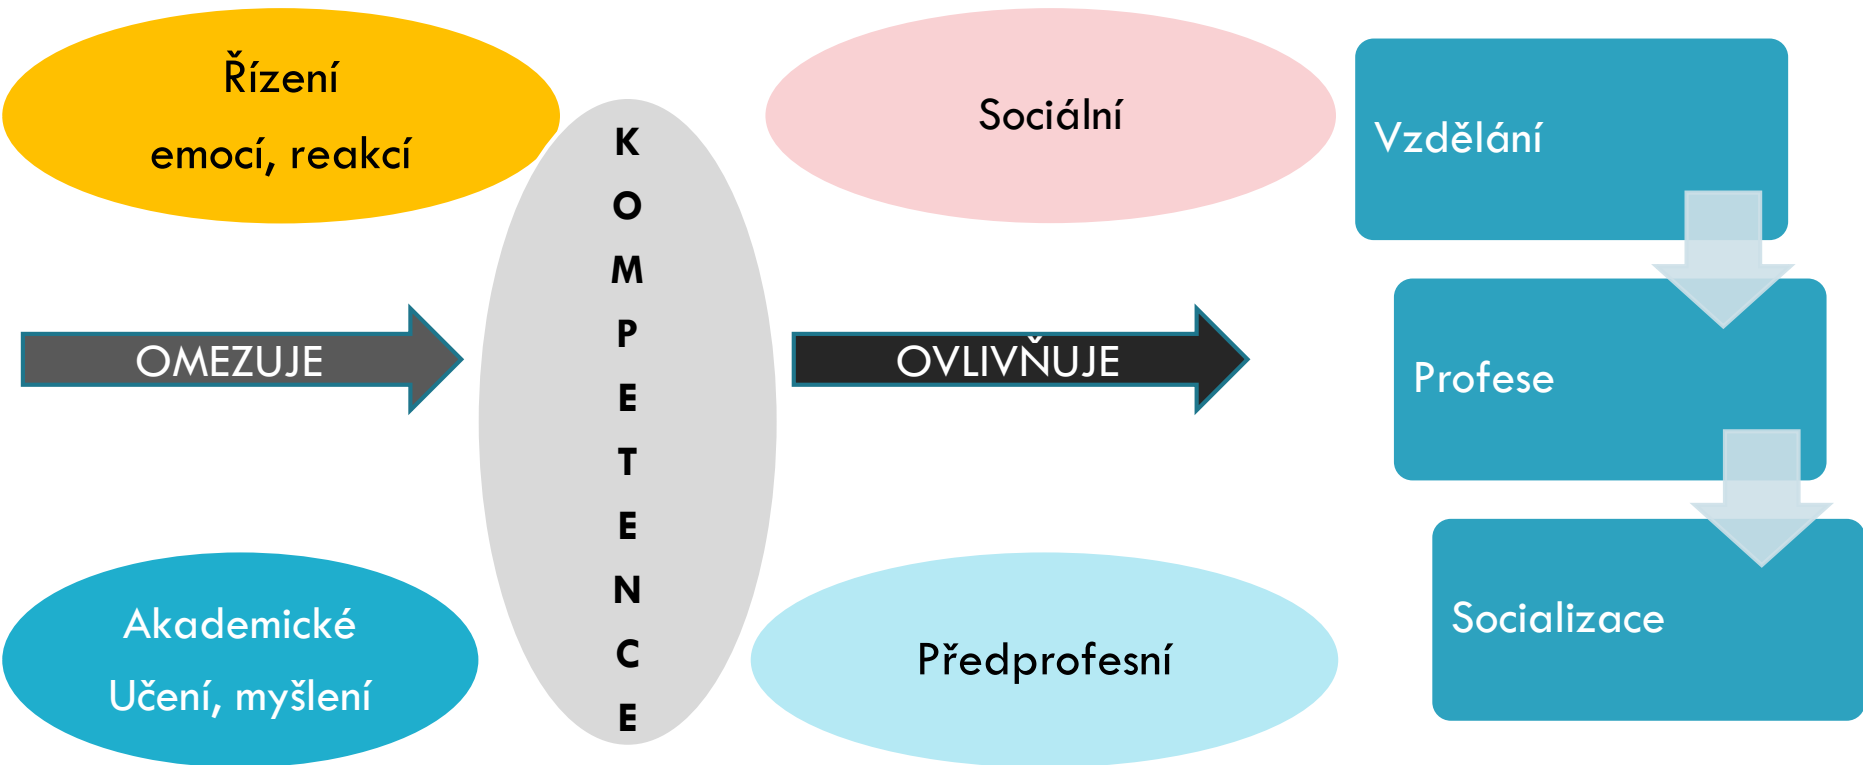 Řízení
emocí, reakcí
Sociální
Vzdělání
K
O
M
P
E
T
E
N
C
E
OMEZUJE
OVLIVŇUJE
Profese
Akademické
Učení, myšlení
Předprofesní
Socializace